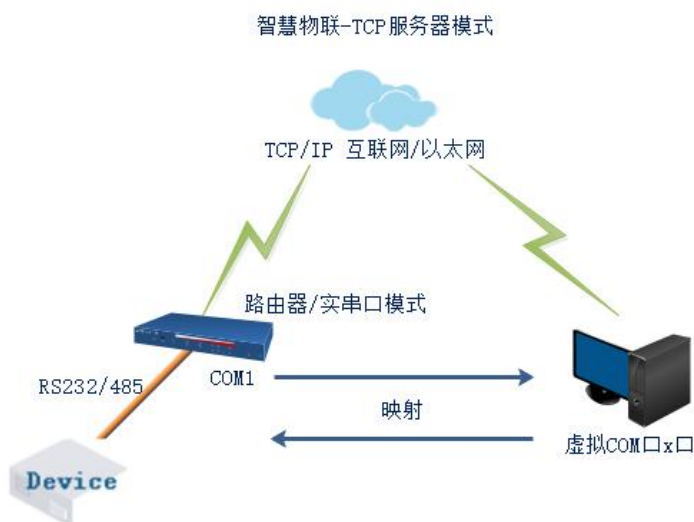 智慧物联-TCP服务器模式
TCP/IP 互联网/以太网
路由器/实串口模式
RS232/485
COM1
映射
虚拟COM口x口
Device